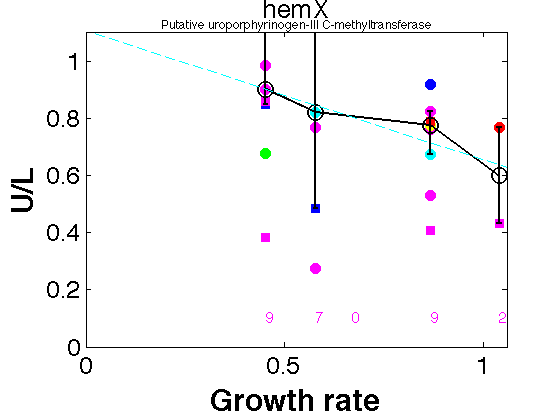 hemX
Putative uroporphyrinogen-III C-methyltransferase
1
0.8
0.6
0.4
0.2
0
U/L
9 7 0 9 2
0 0.5 1
Growth rate